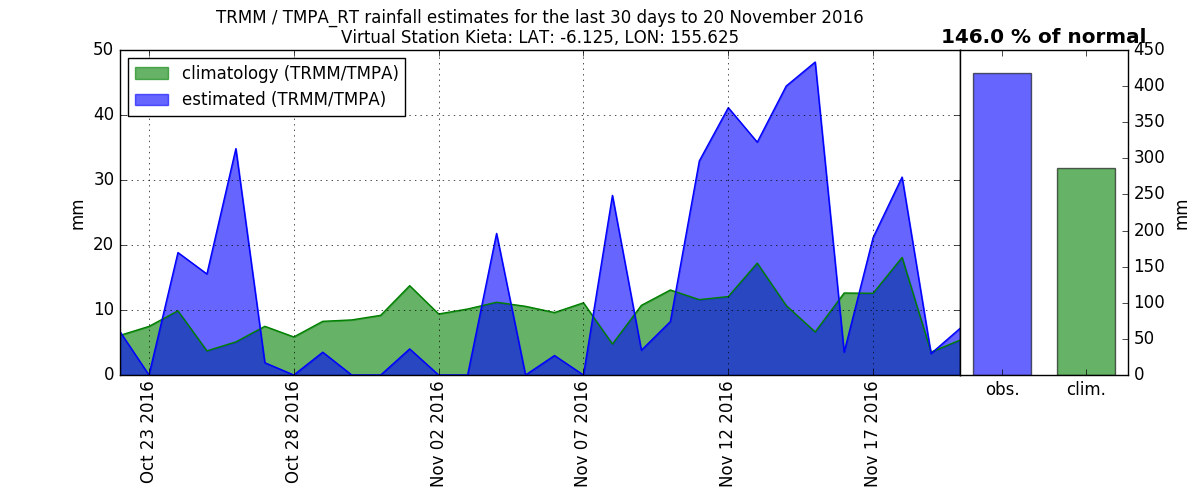 TRMM / TMPA_RT rainfall estimates for the last 30 days to 20 November 2016
Virtual Station Kieta: LAT: -6.125, LON: 155.625
146.0 % of normal
climatology (TRMM/TMPA)
estimated (TRMM/TMPA)
50
40
30
20
10
0
mm
Oct 23 2016
Oct 28 2016
Nov 02 2016
Nov 07 2016
Nov 12 2016
Nov 17 2016
450
400
350
300
250
200
150
100
50
0
mm
obs.
clim.